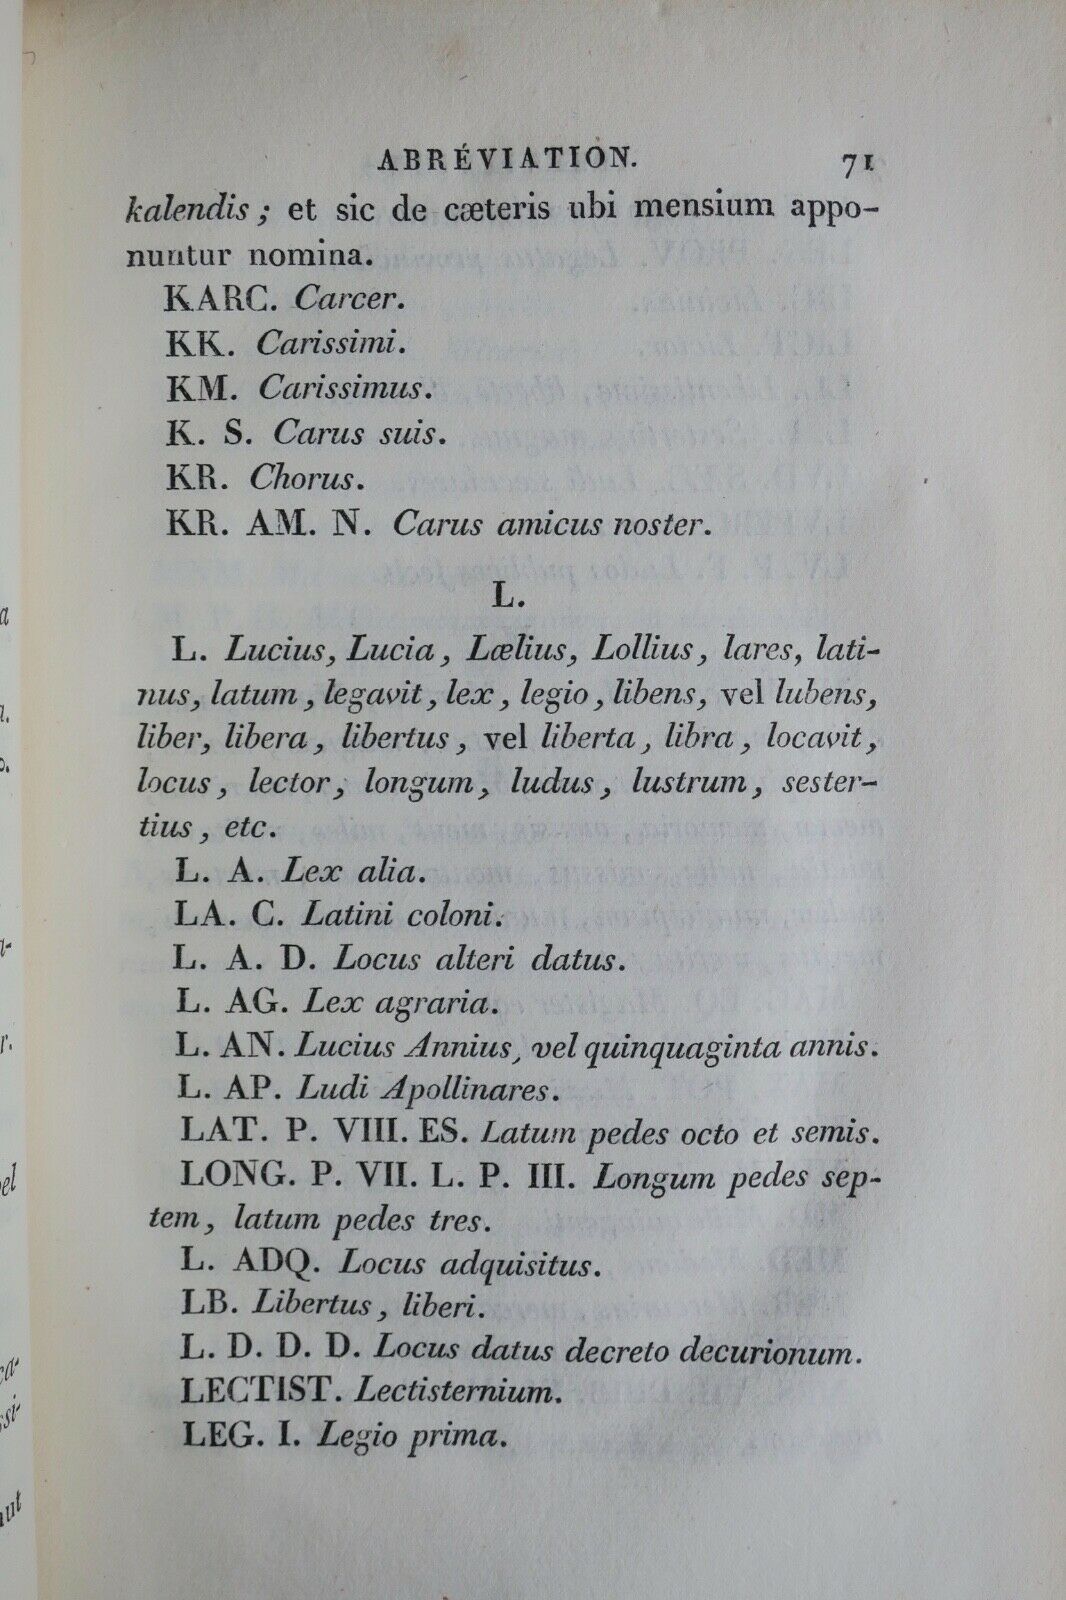 ABRÉVIATION. 71
kalendis ; et sic de cæteris ubi mensium appo-
nuntur nomina.
KARC. Carcer.
KK. Carissimi.
KM. Carissimus.
K. S. Carus suis.
KR. Chorus.
KR. AM. N. Carus amicus noster.
L.
L. Lucius, Lucia, Lælius, Lollius, lares, lati-
nus, latum, legavit, lex, legio, libens, vel lubens,
liber, libera, libertus, vel liberta, libra, locavit,
locus, lector, longum, ludus, lustrum, sester-
tius, etc.
L. A. Lex alia.
LA. C. Latini coloni.
L. A. D. Locus alteri datus.
L. AG. Lex agraria.
L. AN. Lucius Annius, vel quinquaginta annis.
L. AP. Ludi Apollinares.
LAT. P. VIII. ES. Latum pedes octo et semis.
LONG. P. VII. L. P. III. Longum pedes sep-
tem, latum pedes tres.
L. ADQ. Locus adquisitus.
LB. Libertus, liberi.
L. D. D. D. Locus datus decreto decurionum.
LECTIST. Lectisternium.
LEG. I. Legio prima.